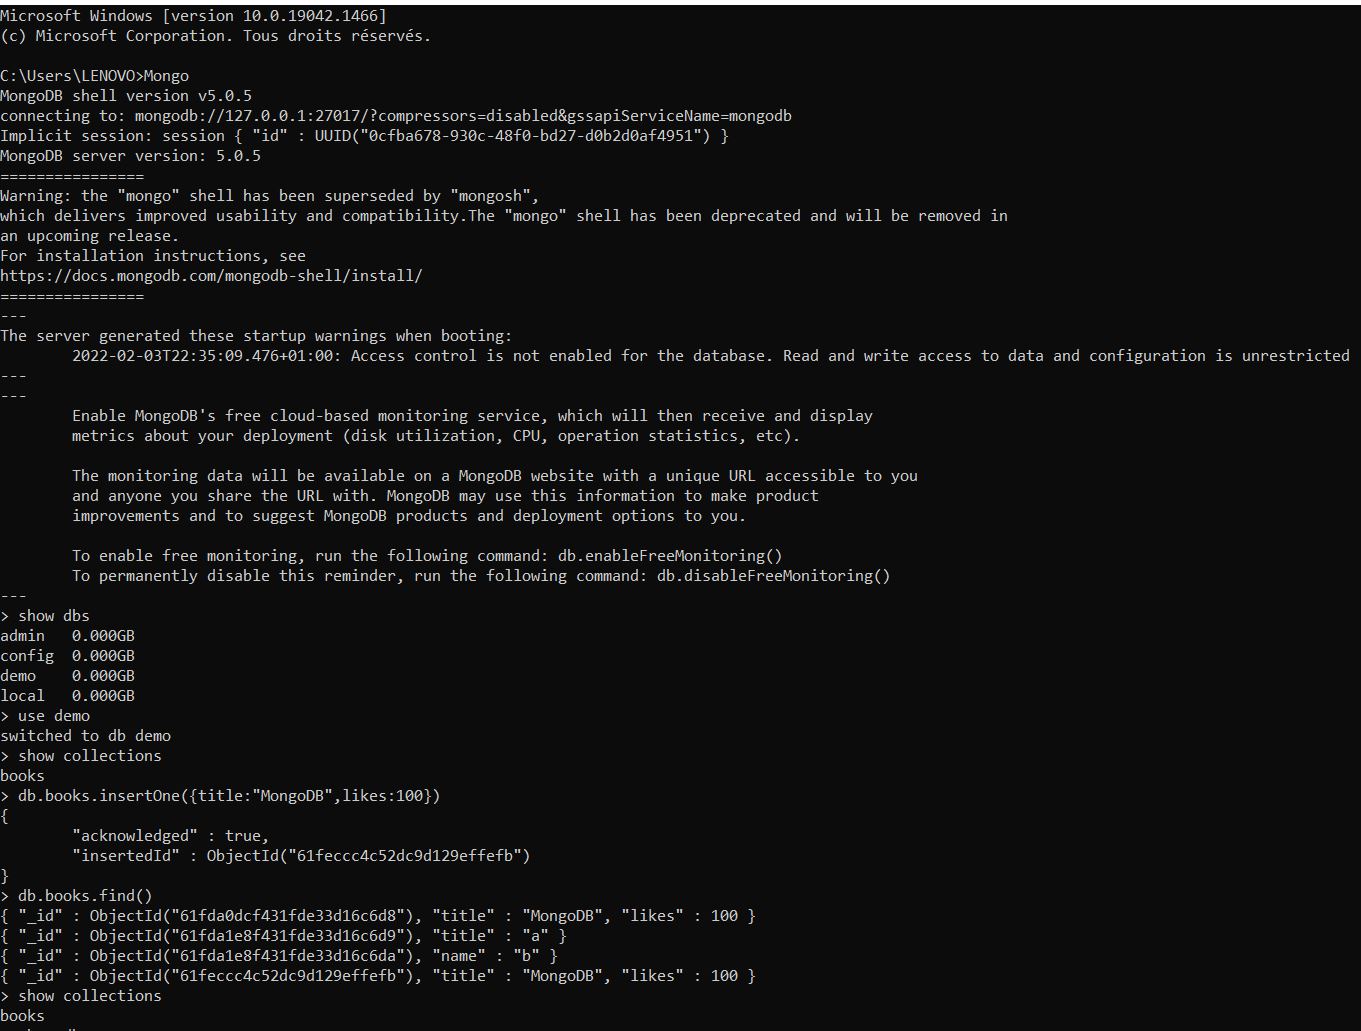 Microsoft Windows [version 10.0.19042.1466]
(c) Microsoft Corporation. Tous droits réservés.
C:\Users\LENOVO>Mongo
MongoDB shell version v5.0.5
connecting to: mongodb://127.0.0.1:27017/?compressors=disabled&gssapiServiceName=mongodb
Implicit session: session { "id" : UUID("0cfba678-930c-48f0-bd27-d0b2d0af4951") }
MongoDB server version: 5.0.5
================
Warning: the "mongo" shell has been superseded by "mongosh",
which delivers improved usability and compatibility.The "mongo" shell has been deprecated and will be removed in
an upcoming release.
For installation instructions, see
https://docs.mongodb.com/mongodb-shell/install/
================
---
The server generated these startup warnings when booting:
2022-02-03T22:35:09.476+01:00: Access control is not enabled for the database. Read and write access to data and configuration is unrestricted
---
---
Enable MongoDB's free cloud-based monitoring service, which will then receive and display
metrics about your deployment (disk utilization, CPU, operation statistics, etc).
The monitoring data will be available on a MongoDB website with a unique URL accessible to you
and anyone you share the URL with. MongoDB may use this information to make product
improvements and to suggest MongoDB products and deployment options to you.
To enable free monitoring, run the following command: db.enableFreeMonitoring()
To permanently disable this reminder, run the following command: db.disableFreeMonitoring()
---
> show dbs
admin   0.000GB
config  0.000GB
demo    0.000GB
local   0.000GB
> use demo
switched to db demo
> show collections
books
> db.books.insertOne({title:"MongoDB",likes:100})
{
"acknowledged" : true,
"insertedId" : ObjectId("61feccc4c52dc9d129effefb")
}
> db.books.find()
{ "_id" : ObjectId("61fda0dcf431fde33d16c6d8"), "title" : "MongoDB", "likes" : 100 }
{ "_id" : ObjectId("61fda1e8f431fde33d16c6d9"), "title" : "a" }
{ "_id" : ObjectId("61fda1e8f431fde33d16c6da"), "name" : "b" }
{ "_id" : ObjectId("61feccc4c52dc9d129effefb"), "title" : "MongoDB", "likes" : 100 }
> show collections
books